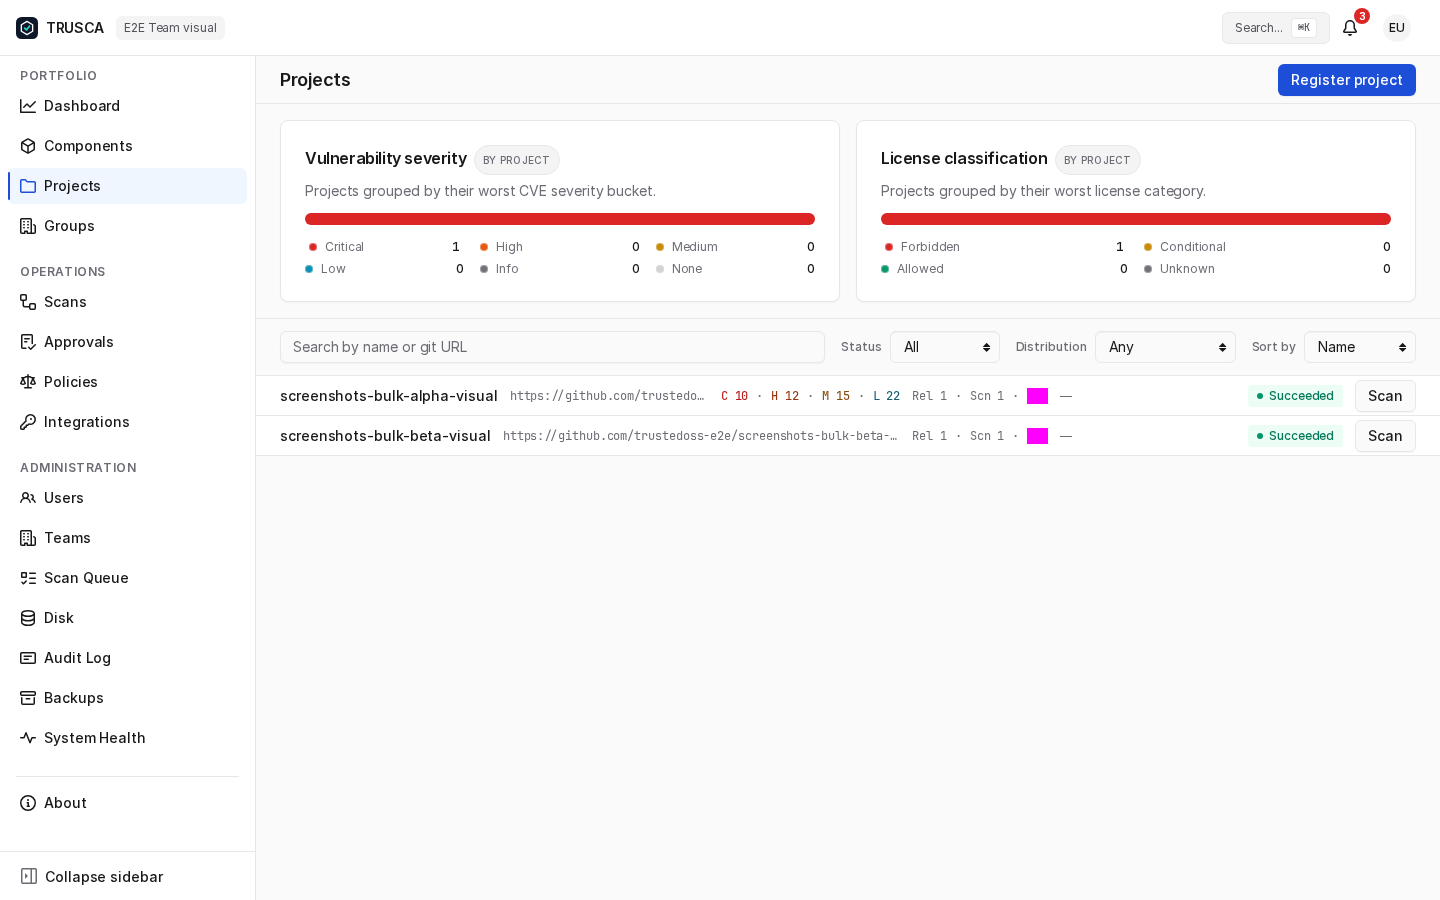 TRUSCA E2E Team visual Search... ⌘K 3 EU
PORTFOLIO
Dashboard
Components
Projects
Groups
OPERATIONS
Scans
Approvals
Policies
Integrations
ADMINISTRATION
Users
Teams
Scan Queue
Disk
Audit Log
Backups
System Health
About
Collapse sidebar
Projects Register project
Vulnerability severity BY PROJECT
Projects grouped by their worst CVE severity bucket.
Critical 1 High 0 Medium 0
Low 0 Info 0 None 0
License classification BY PROJECT
Projects grouped by their worst license category.
Forbidden 1 Conditional 0
Allowed 0 Unknown 0
Search by name or git URL Status All Distribution Any Sort by Name
screenshots-bulk-alpha-visual https://github.com/trustedo… C 10 · H 12 · M 15 · L 22 Rel 1 · Scn 1 · — Succeeded Scan
screenshots-bulk-beta-visual https://github.com/trustedoss-e2e/screenshots-bulk-beta-… Rel 1 · Scn 1 · — Succeeded Scan